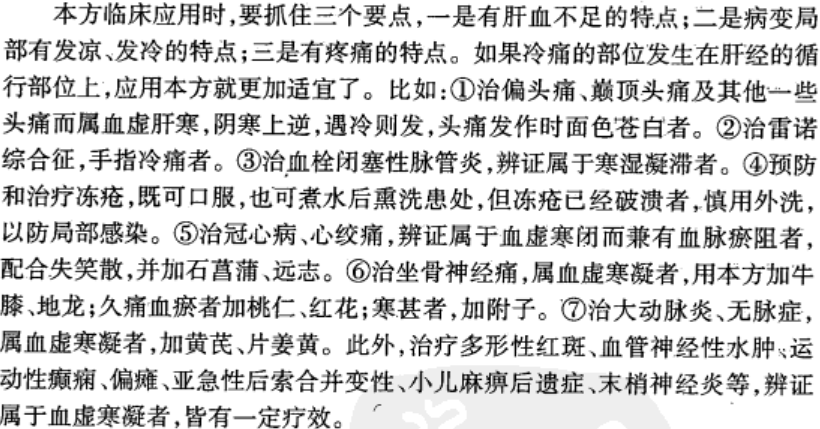 本方临床应用时,要抓住三个要点,一是有肝血不足的特点;二是病变局
部有发凉、发冷的特点;三是有疼痛的特点。如果冷痛的部位发生在肝经的循
行部位上,应用本方就更加适宜了。比如:①治偏头痛、巅顶头痛及其他一些
头痛而属血虚肝寒,阴寒上逆,遇冷则发,头痛发作时面色苍白者。②治雷诺
综合征,手指冷痛者。③治血栓闭塞性脉管炎,辨证属于寒湿凝滞者。④预防
和治疗冻疮,既可口服,也可煮水后熏洗患处,但冻疮已经破溃者,慎用外洗,
以防局部感染。⑤治冠心病、心绞痛,辨证属于血虚寒闭而兼有血脉瘀阻者,
配合失笑散,并加石菖蒲、远志。⑥治坐骨神经痛,属血虚寒凝者,用本方加牛
膝、地龙;久痛血瘀者加桃仁、红花;寒甚者,加附子。⑦治大动脉炎、无脉症,
属血虚寒凝者,加黄芪、片姜黄。此外,治疗多形性红斑、血管神经性水肿、运
动性癫痫、偏瘫、亚急性后索合并变性、小儿麻痹后遗症、末梢神经炎等,辨证
属于血虚寒凝者,皆有一定疗效。